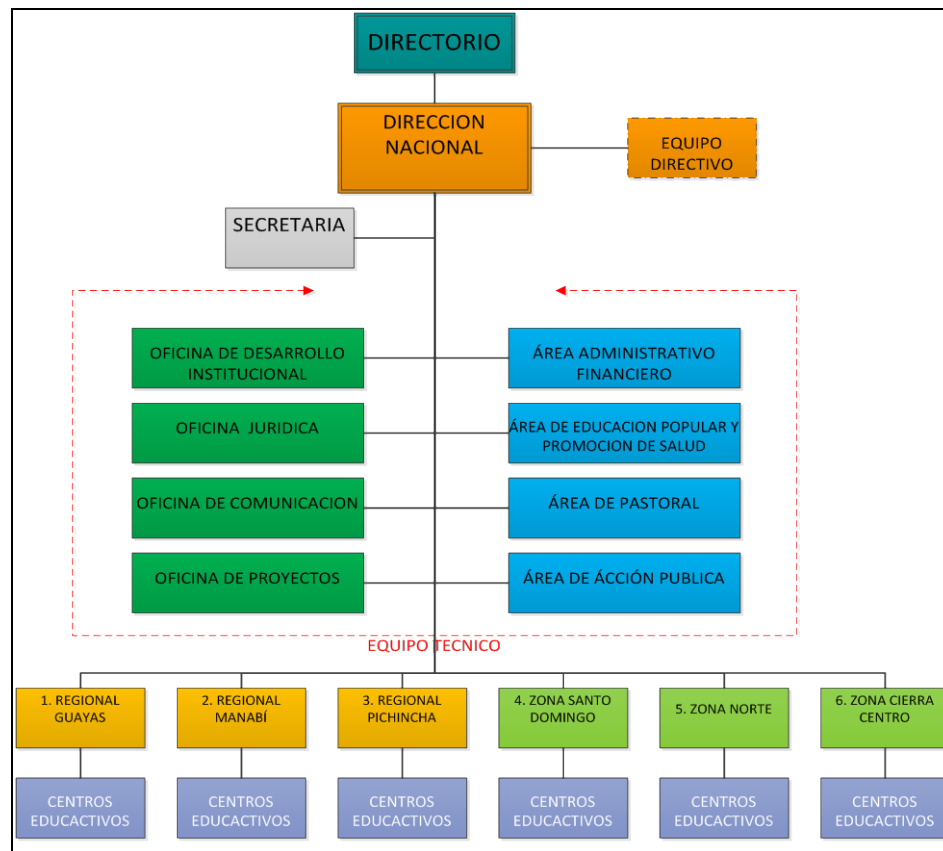 DIRECTORIO
DIRECCION
NACIONAL
EQUIPO
DIRECTIVO
SECRETARIA
OFICINA DE DESARROLLO
INSTITUCIONAL
ÁREA ADMINISTRATIVO
FINANCIERO
OFICINA JURIDICA
ÁREA DE EDUCACION POPULAR Y
PROMOCION DE SALUD
OFICINA DE COMUNICACION
ÁREA DE PASTORAL
OFICINA DE PROYECTOS
ÁREA DE ÁCCIÓN PUBLICA
EQUIPO TECNICO
1. REGIONAL
GUAYAS
2. REGIONAL
MANABÍ
3. REGIONAL
PICHINCHA
4. ZONA SANTO
DOMINGO
5. ZONA NORTE
6. ZONA CIERRA
CENTRO
CENTROS
EDUCACTIVOS
CENTROS
EDUCACTIVOS
CENTROS
EDUCACTIVOS
CENTROS
EDUCACTIVOS
CENTROS
EDUCACTIVOS
CENTROS
EDUCACTIVOS